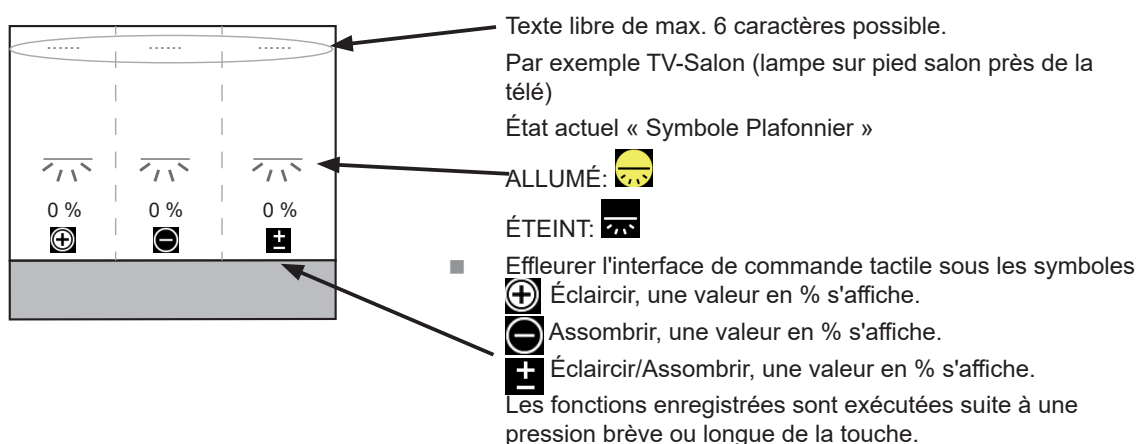 Texte libre de max. 6 caractères possible.
Par exemple TV-Salon (lampe sur pied salon près de la
télé)
État actuel « Symbole Plafonnier »
ALLUMÉ:
ÉTEINT:
Effleurer l'interface de commande tactile sous les symboles
Éclaircir, une valeur en % s'affiche.
Assombrir, une valeur en % s'affiche.
Éclaircir/Assombrir, une valeur en % s'affiche.
Les fonctions enregistrées sont exécutées suite à une
pression brève ou longue de la touche.
...... ...... ......
0 % 0 % 0 %